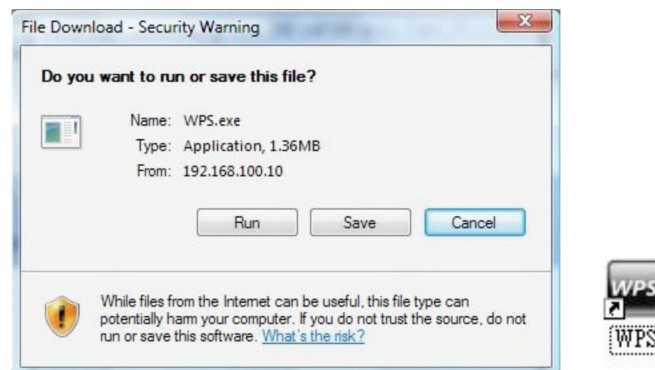 File Download - Security Warning
Do you want to run or save this file?
Name: WPS.exe
Type: Application, 1.36MB
From: 192.168.100.10
Run Save Cancel
While files from the Internet can be useful, this file type can
potentially harm your computer. If you do not trust the source, do not
run or save this software. What's the risk?
WPS
WPS